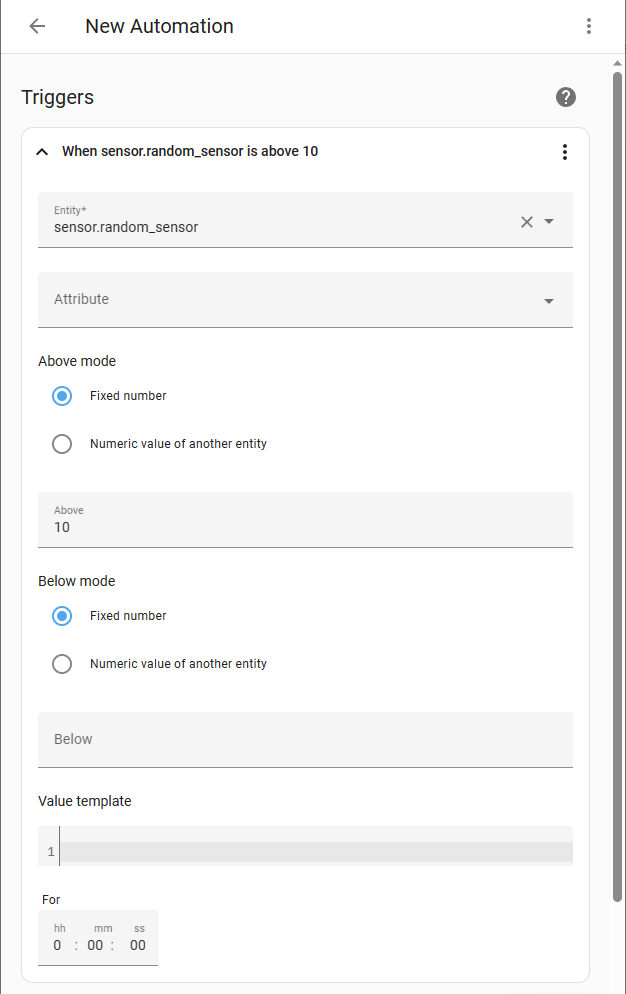 New Automation
Triggers
?
When sensor.random_sensor is above 10
Entity*
sensor.random_sensor
Attribute
Above mode
Fixed number
Numeric value of another entity
Above
10
Below mode
Fixed number
Numeric value of another entity
Below
Value template
1
For
hh mm ss
0 : 00 : 00